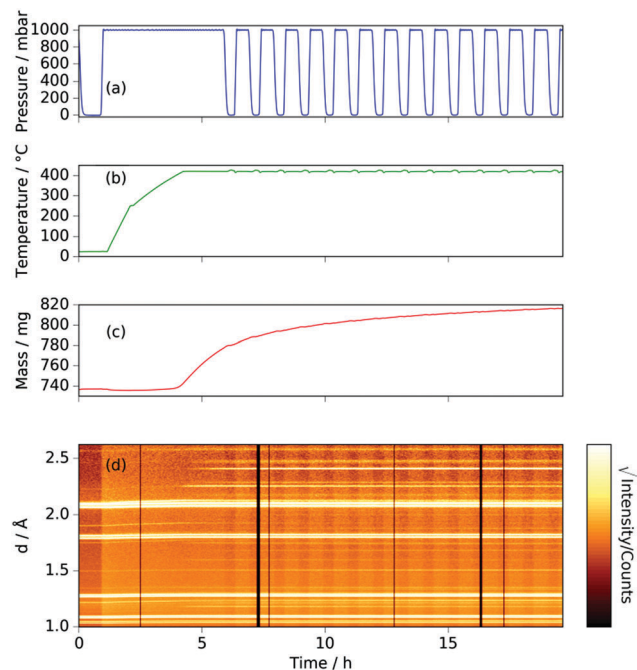 1000
800
600
400
200
0
Pressure / mbar
(a)
400
300
200
100
0
Temperature / °C
(b)
820
800
780
760
740
Mass / mg
(c)
2.5
2.0
1.5
1.0
d / Å
(d)
0
5
10
15
Time / h
√Intensity/Counts